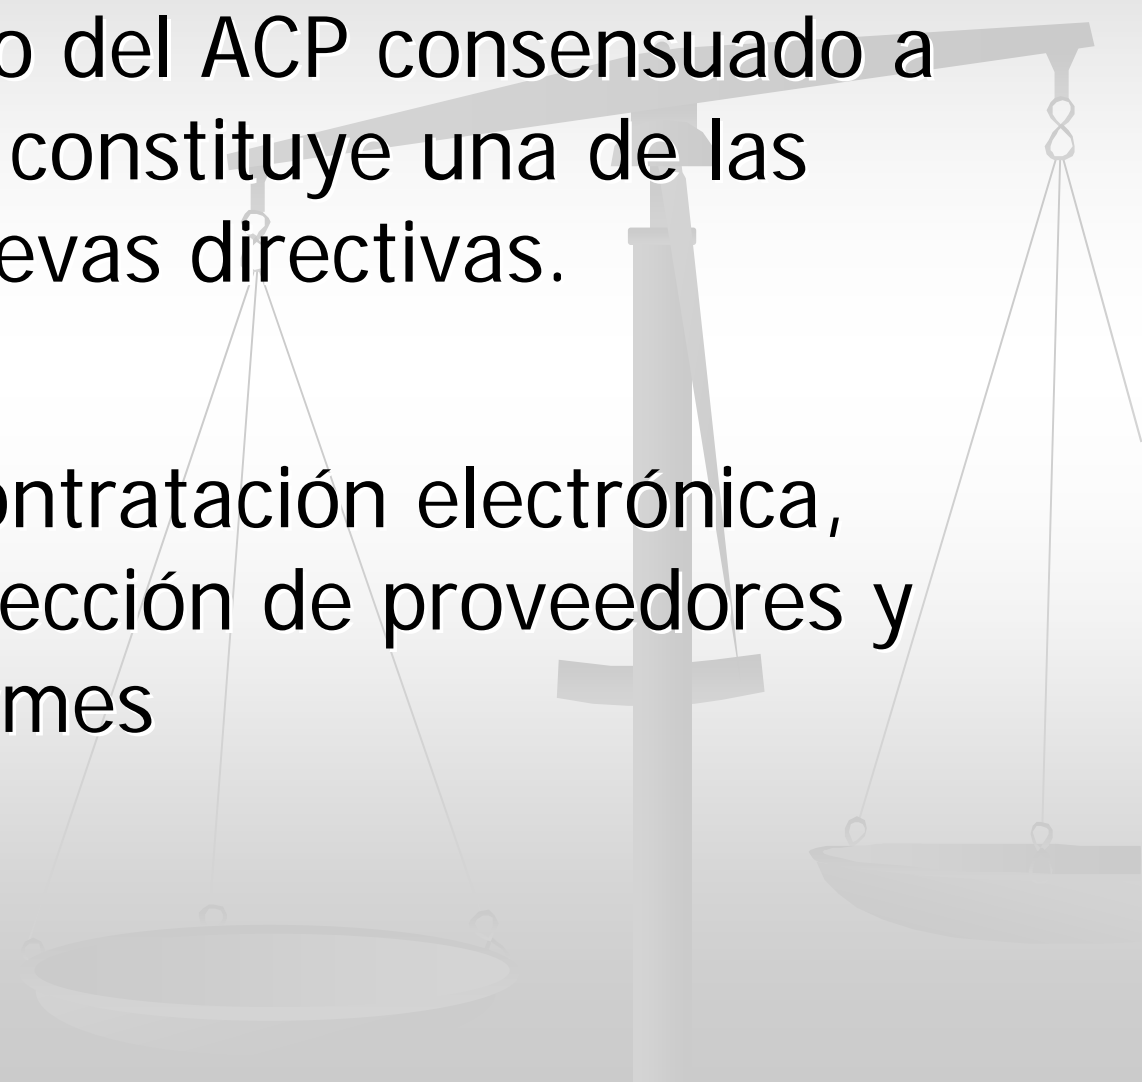 o del ACP consensuado a
constituye una de las
evas directivas.
ontratación electrónica,
ección de proveedores y
mes